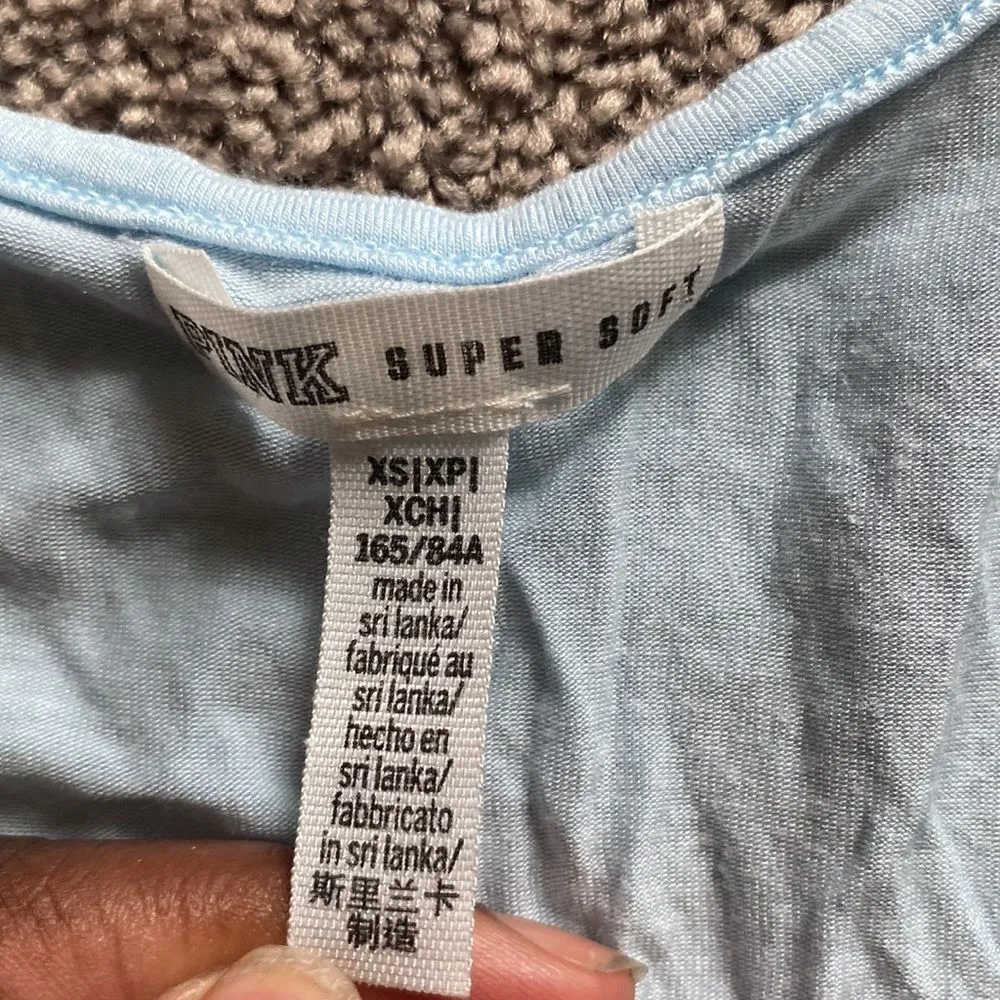 PINK SUPER SOFT
XS|XP|
XCH|
165/84A
made in
sri lanka/
fabriqué au
sri lanka/
hecho en
sri lanka/
fabbricato
in sri lanka/
斯里兰卡
制造